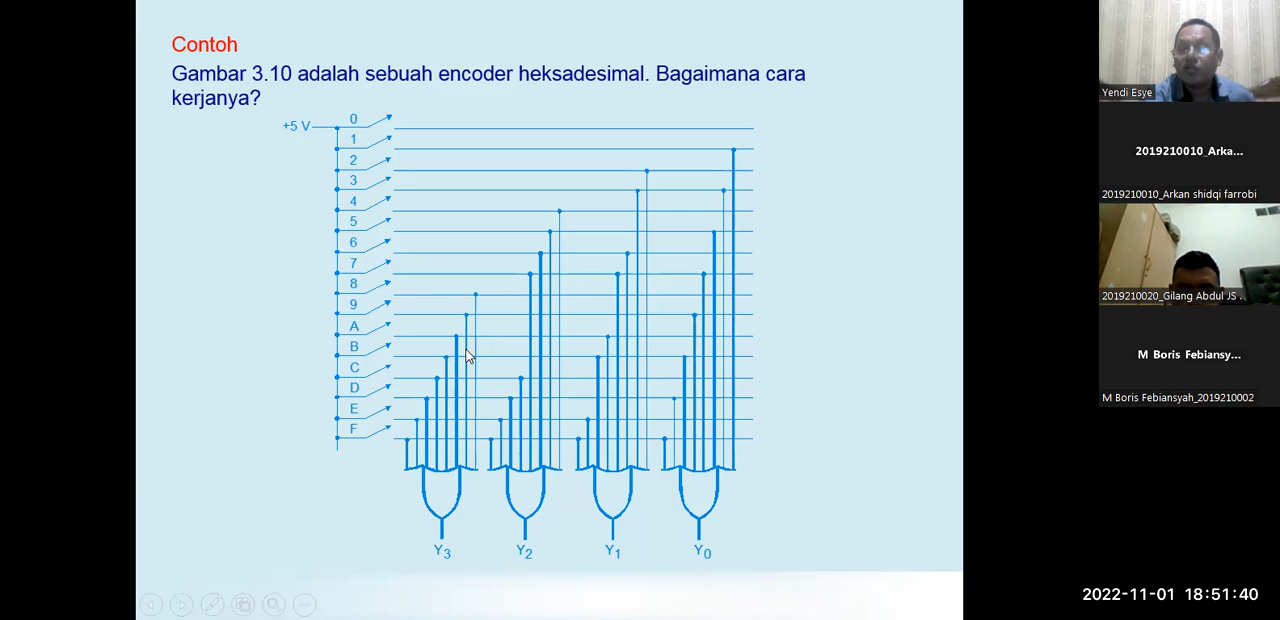 Contoh
Gambar 3.10 adalah sebuah encoder heksadesimal. Bagaimana cara
kerjanya?
+5 V
0
1
2
3
4
5
6
7
8
9
A
B
C
D
E
F
Y3
Y2
Y1
Y0
Yendi Esye
2019210010_Arka...
2019210010_Arkan shidqi farrobi
2019210020_Gilang Abdul JS .
M Boris Febiansy...
M Boris Febiansyah_2019210002
2022-11-01 18:51:40